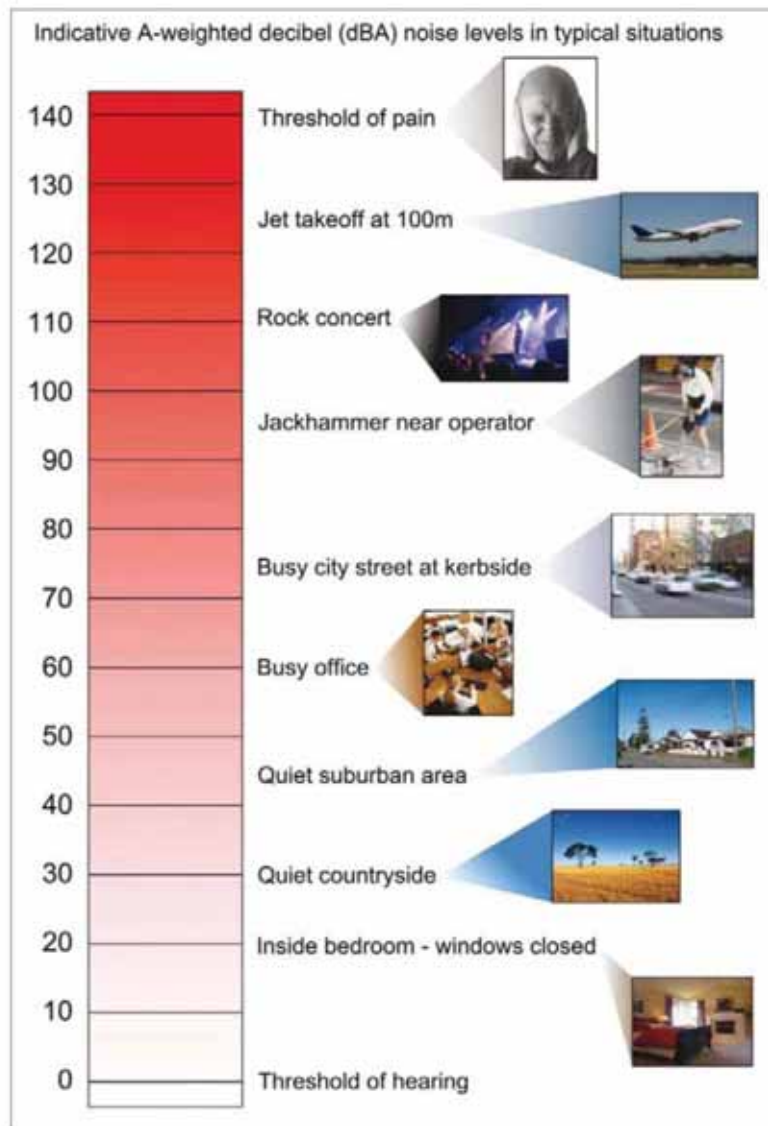 Indicative A-weighted decibel (dBA) noise levels in typical situations
140
Threshold of pain
130
Jet takeoff at 100m
120
110
Rock concert
100
Jackhammer near operator
90
80
Busy city street at kerbside
70
60
Busy office
50
Quiet suburban area
40
30
Quiet countryside
20
Inside bedroom - windows closed
10
0
Threshold of hearing